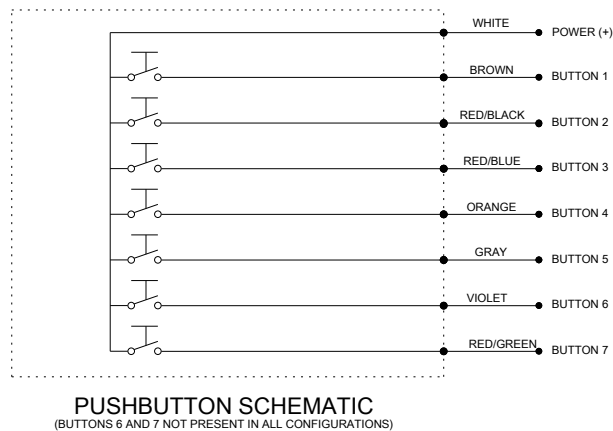 WHITE POWER (+)
BROWN BUTTON 1
RED/BLACK BUTTON 2
RED/BLUE BUTTON 3
ORANGE BUTTON 4
GRAY BUTTON 5
VIOLET BUTTON 6
RED/GREEN BUTTON 7
PUSHBUTTON SCHEMATIC
(BUTTONS 6 AND 7 NOT PRESENT IN ALL CONFIGURATIONS)